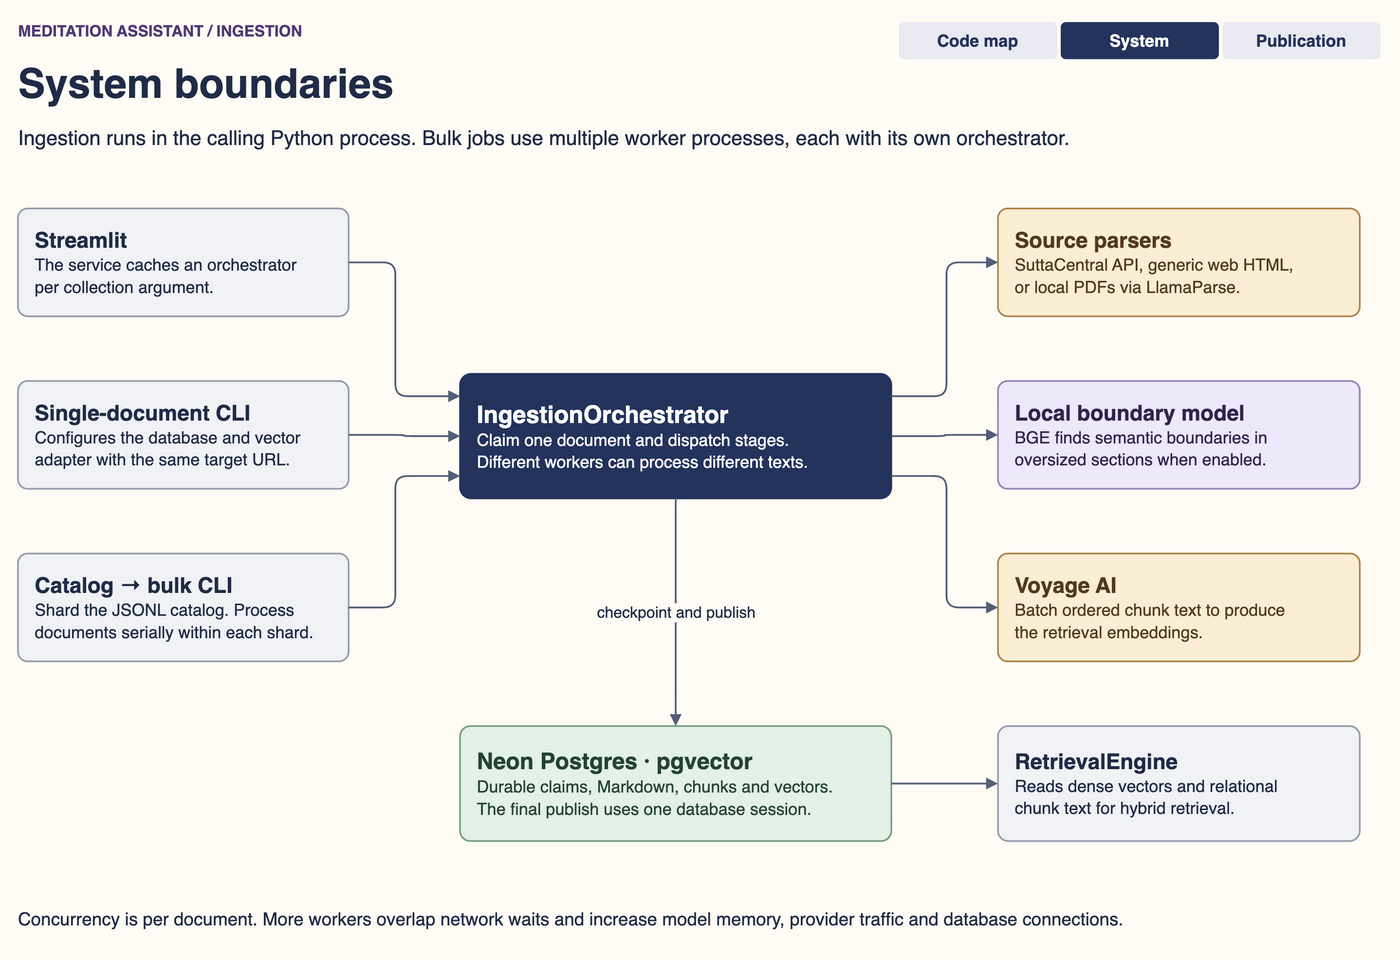 MEDITATION ASSISTANT / INGESTION
Code map
System
Publication
System boundaries
Ingestion runs in the calling Python process. Bulk jobs use multiple worker processes, each with its own orchestrator.
Streamlit
The service caches an orchestrator
per collection argument.
Single-document CLI
Configures the database and vector
adapter with the same target URL.
Catalog → bulk CLI
Shard the JSONL catalog. Process
documents serially within each shard.
IngestionOrchestrator
Claim one document and dispatch stages.
Different workers can process different texts.
checkpoint and publish
Neon Postgres · pgvector
Durable claims, Markdown, chunks and vectors.
The final publish uses one database session.
Source parsers
SuttaCentral API, generic web HTML,
or local PDFs via LlamaParse.
Local boundary model
BGE finds semantic boundaries in
oversized sections when enabled.
Voyage AI
Batch ordered chunk text to produce
the retrieval embeddings.
RetrievalEngine
Reads dense vectors and relational
chunk text for hybrid retrieval.
Concurrency is per document. More workers overlap network waits and increase model memory, provider traffic and database connections.